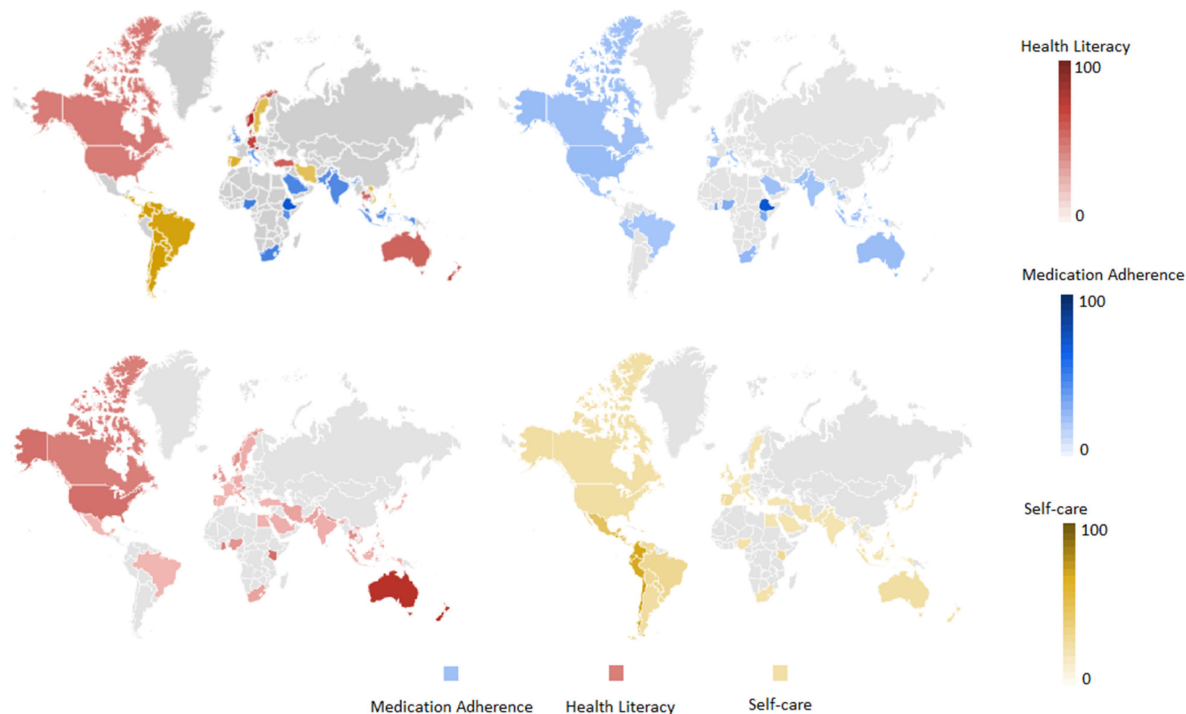 Health Literacy
100
0
Medication Adherence
100
0
Self-care
100
0
Medication Adherence
Health Literacy
Self-care